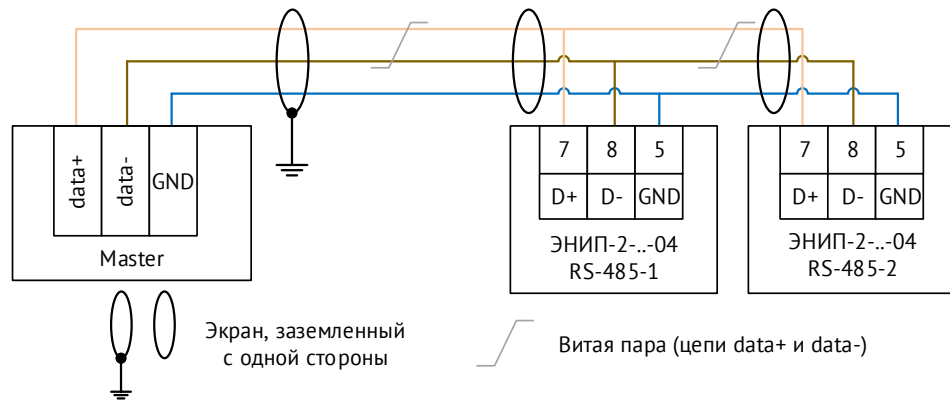 data+
data-
GND
Master
7
8
5
D+
D-
GND
ЭНИП-2-..-04
RS-485-1
7
8
5
D+
D-
GND
ЭНИП-2-..-04
RS-485-2
Экран, заземленный
с одной стороны
Витая пара (цепи data+ и data-)